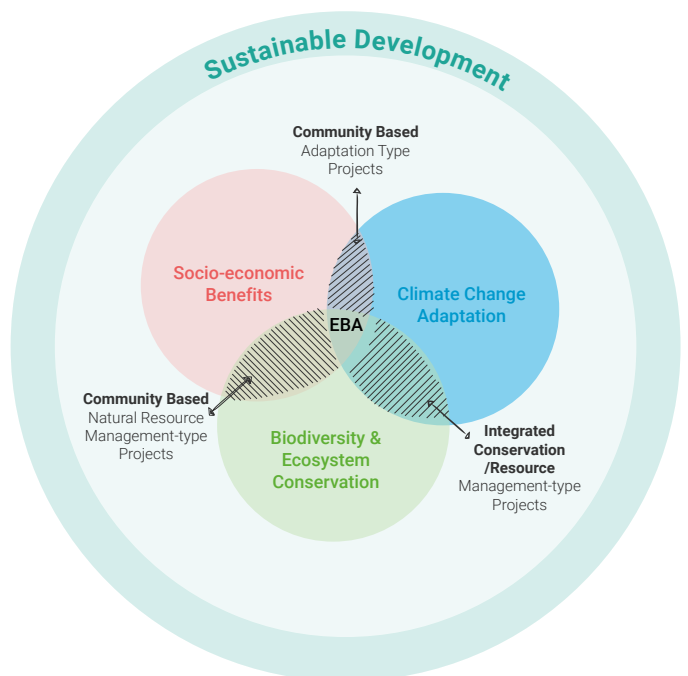 Sustainable Development
Community Based
Adaptation Type
Projects
Socio-economic
Benefits
Climate Change
Adaptation
EBA
Community Based
Natural Resource
Management-type
Projects
Biodiversity &
Ecosystem
Conservation
Integrated
Conservation
/Resource
Management-type
Projects